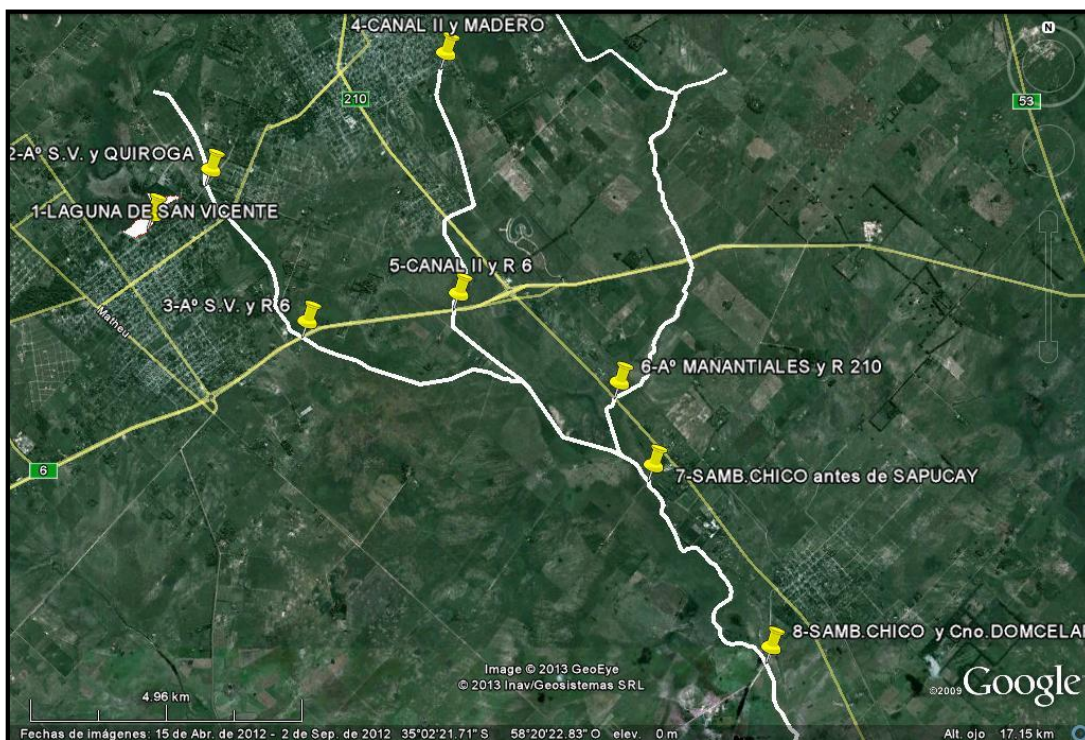 4-CANAL II y MADERO
N
210
53
2-Aº S.V. y QUIROGA
1-LAGUNA DE SAN VICENTE
5-CANAL II y R 6
3-Aº S.V. y R 6
Matheu
6-Aº MANANTIALES y R 210
6
7-SAMB.CHICO antes de SAPUCAY
8-SAMB.CHICO y Cno.DOMCELAR
Image © 2013 GeoEye
© 2013 Inav/Geosistemas SRL
4.96 km
©2009 Google
Fechas de imágenes: 15 de Abr. de 2012 - 2 de Sep. de 2012 35°02'21.71" S 58°20'22.83" O elev. 0 m Alt. ojo 17.15 km